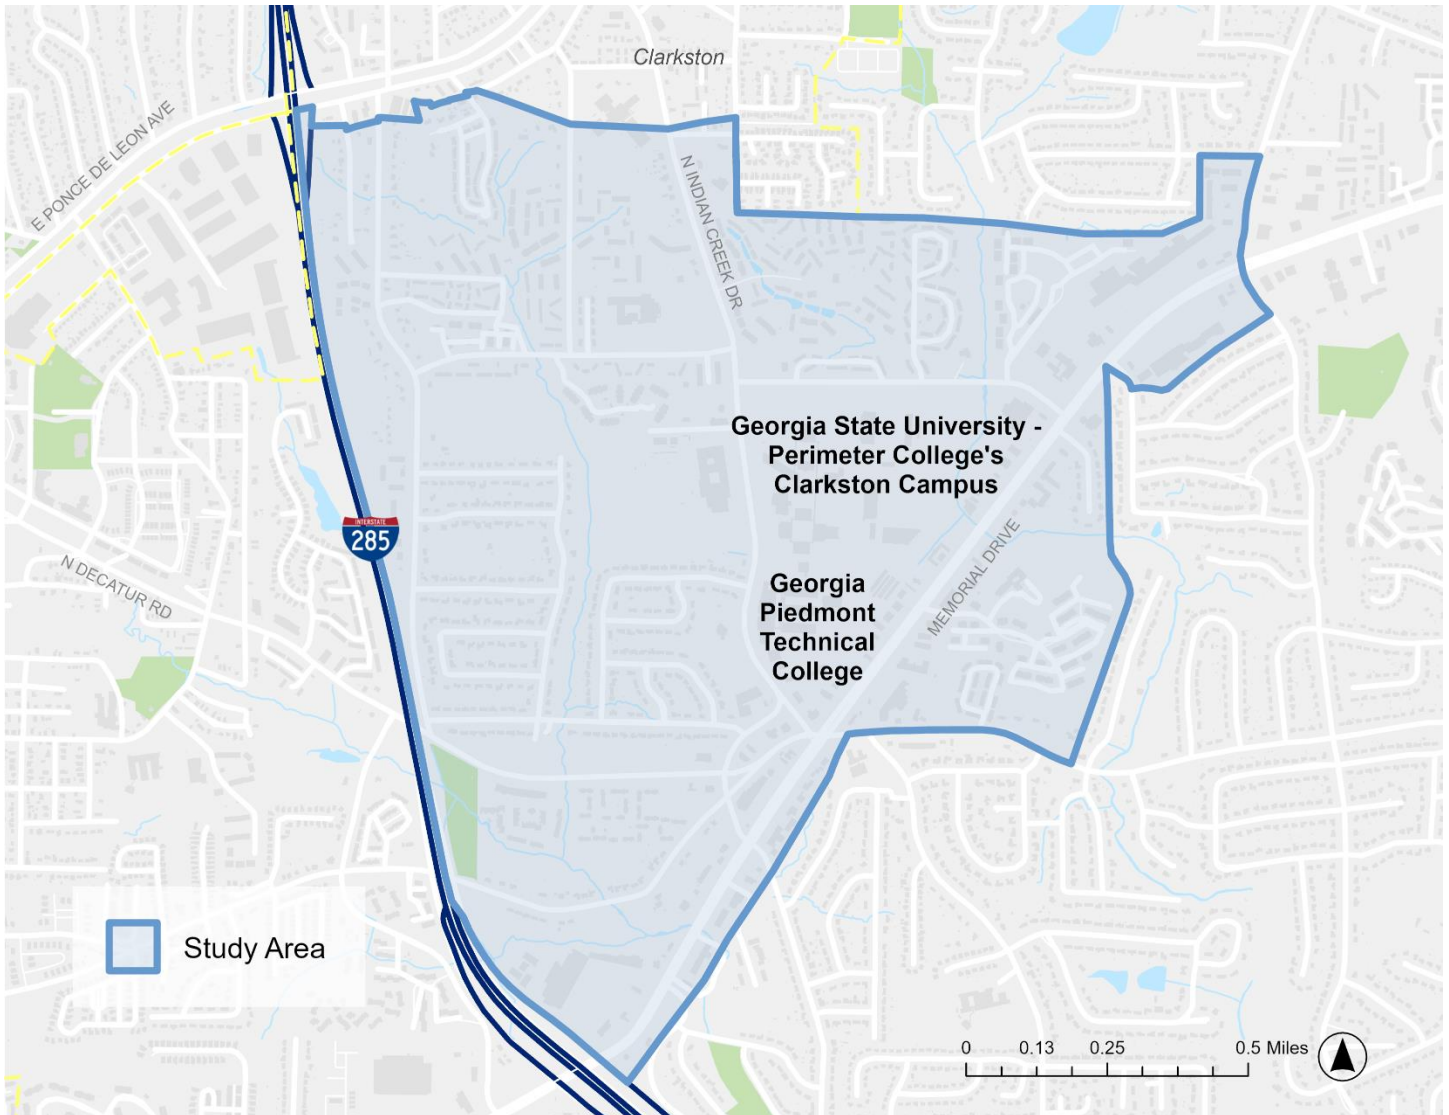 Clarkston
E PONCE DE LEON AVE
N INDIAN CREEK DR
Georgia State University -
Perimeter College's
Clarkston Campus
INTERSTATE
285
N DECATUR RD
MEMORIAL DRIVE
Georgia
Piedmont
Technical
College
Study Area
0 0.13 0.25 0.5 Miles